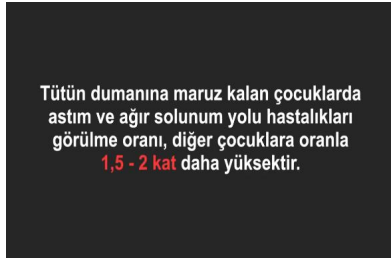 Tütün dumanına maruz kalan çocuklarda
astım ve ağır solunum yolu hastalıkları
görülme oranı, diğer çocuklara oranla
1,5 - 2 kat daha yüksektir.